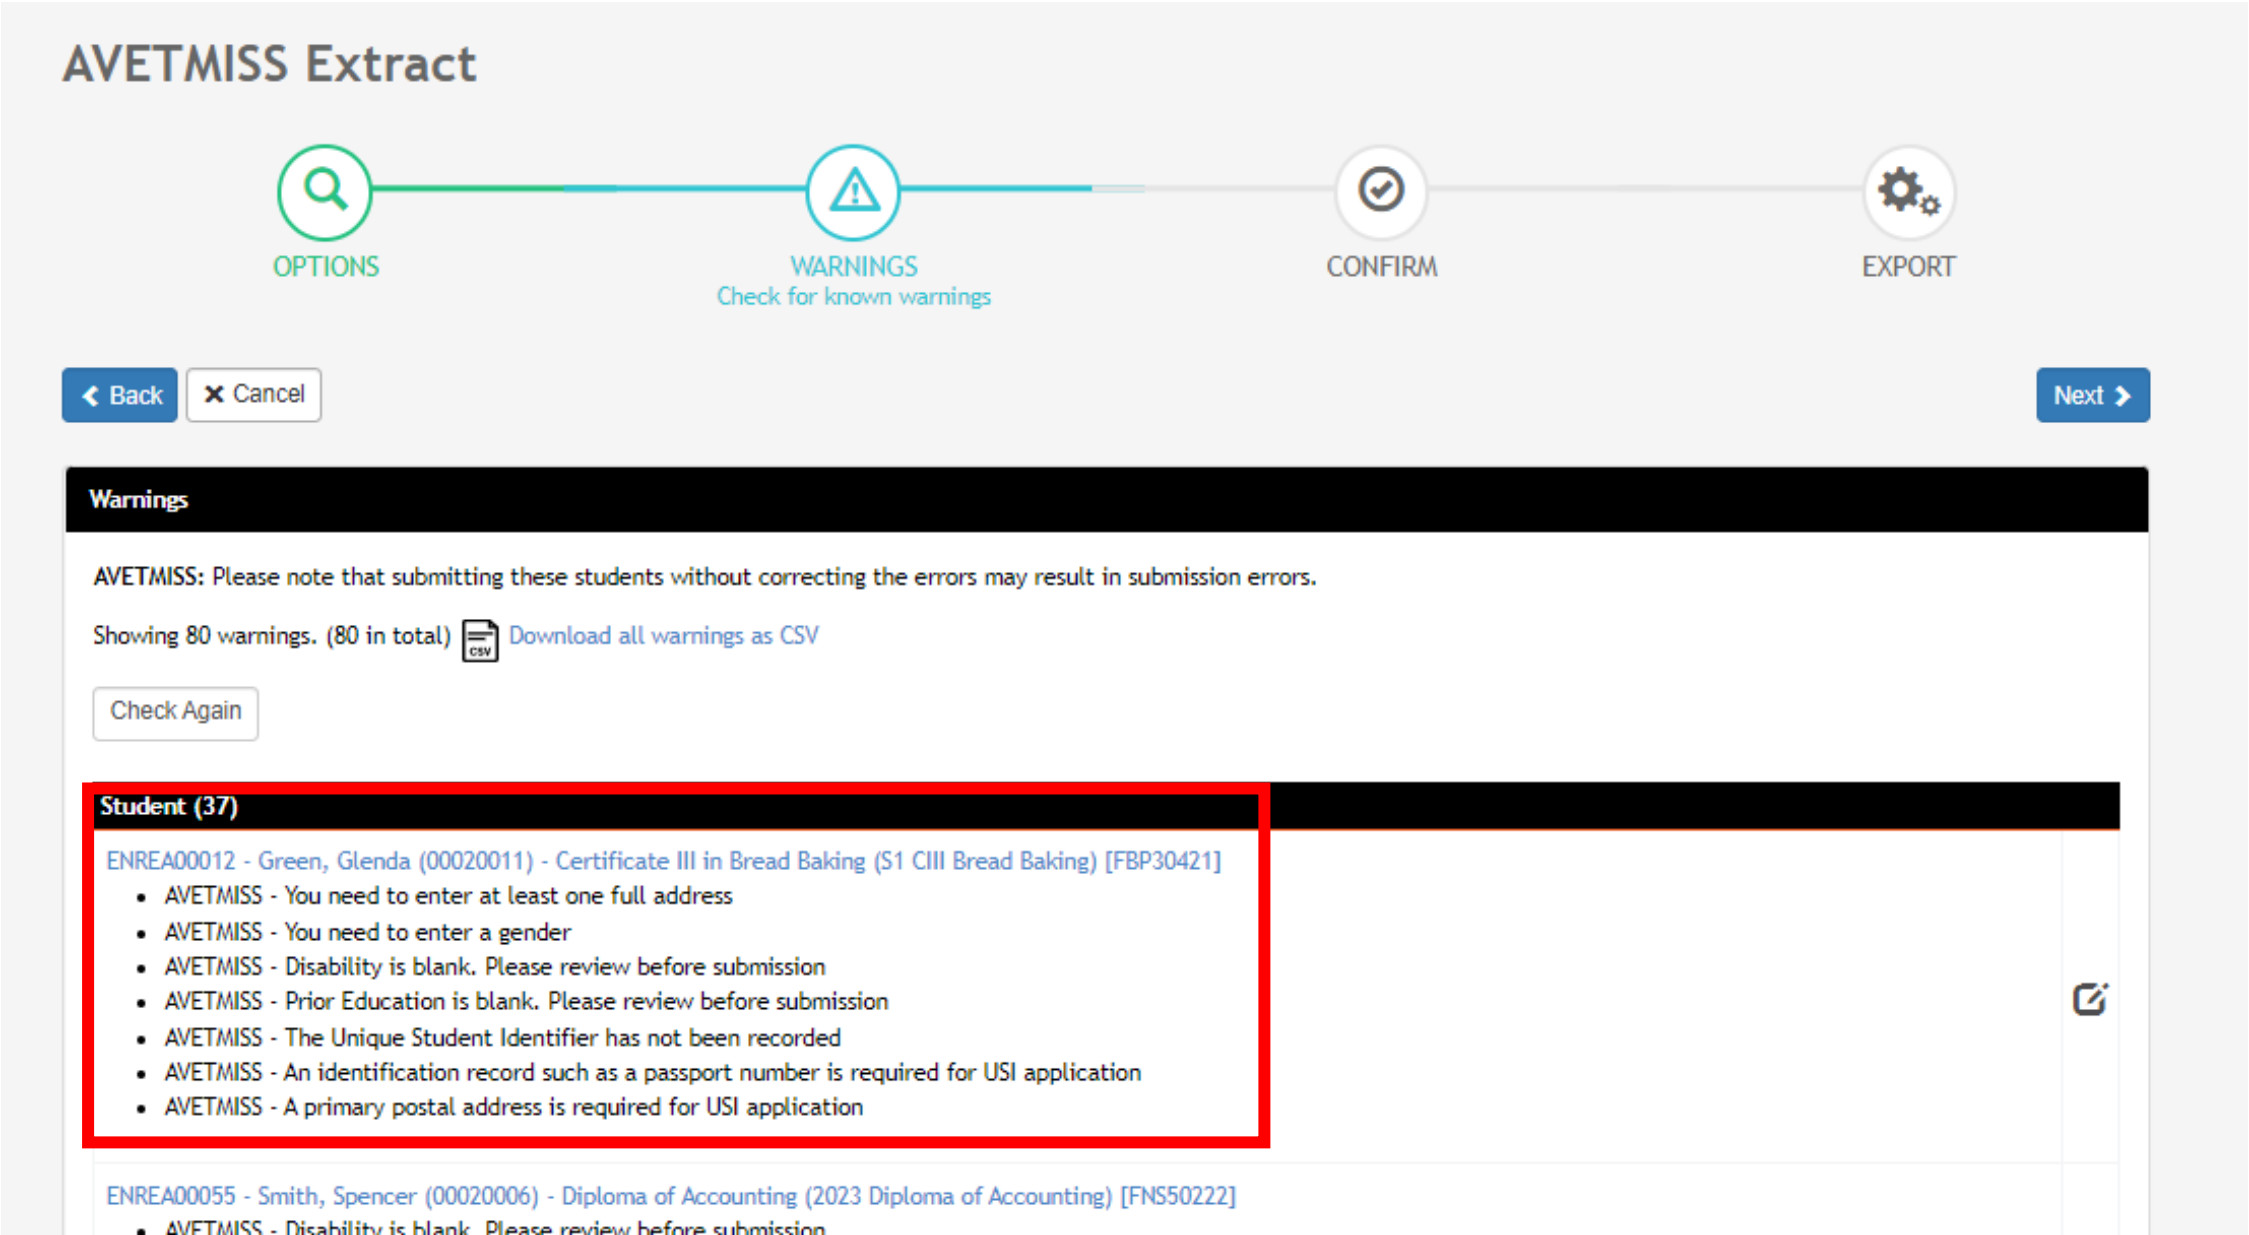 AVETMISS Extract
OPTIONS
WARNINGS
CONFIRM
EXPORT
Check for known warnings
Back
Cancel
Next
Warnings
AVETMISS: Please note that submitting these students without correcting the errors may result in submission errors.
Showing 80 warnings. (80 in total) CSV Download all warnings as CSV
Check Again
Student (37)
ENREA00012 - Green, Glenda (00020011) - Certificate III in Bread Baking (S1 CIII Bread Baking) [FBP30421]
• AVETMISS - You need to enter at least one full address
• AVETMISS - You need to enter a gender
• AVETMISS - Disability is blank. Please review before submission
• AVETMISS - Prior Education is blank. Please review before submission
• AVETMISS - The Unique Student Identifier has not been recorded
• AVETMISS - An identification record such as a passport number is required for USI application
• AVETMISS - A primary postal address is required for USI application
ENREA00055 - Smith, Spencer (00020006) - Diploma of Accounting (2023 Diploma of Accounting) [FNS50222]
• AVETMISS - Disability is blank. Please review before submission